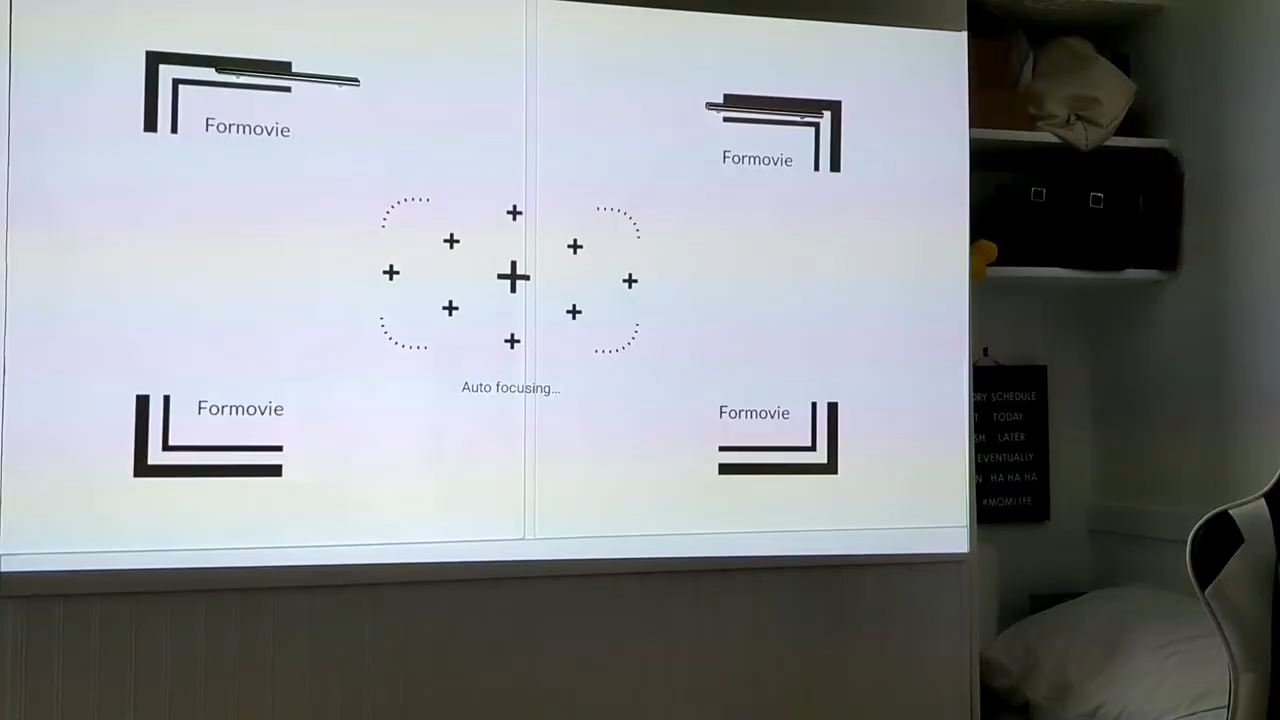 Formovie
Formovie
Auto focusing...
Formovie
Formovie
SCHEDULE
TODAY
LATER
EVENTUALLY
HA HA HA
#MOMLIFE